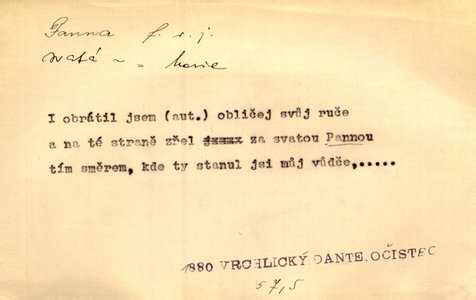 Panna f. v. j.
svatá ~ „ Marie
I obrátil jsem (aut.) obličej svůj ruče
a na té straně zřel jsxxx za svatou Pannou
tím směrem, kde ty stanul jsi můj vůdče,.....
1880 VRCHLICKÝ, DANTE, OČISTEC
57,5